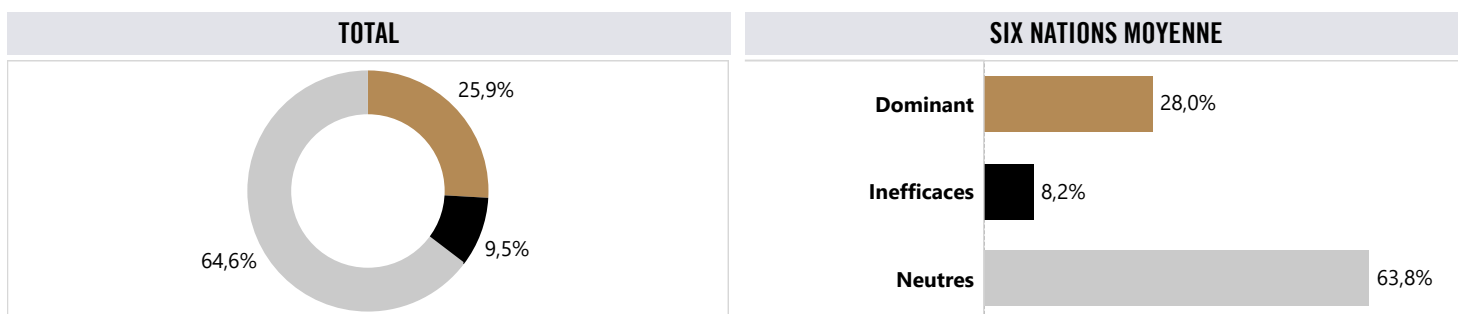 TOTAL
25,9%
9,5%
64,6%
SIX NATIONS MOYENNE
Dominant 28,0%
Inefficaces 8,2%
Neutres 63,8%